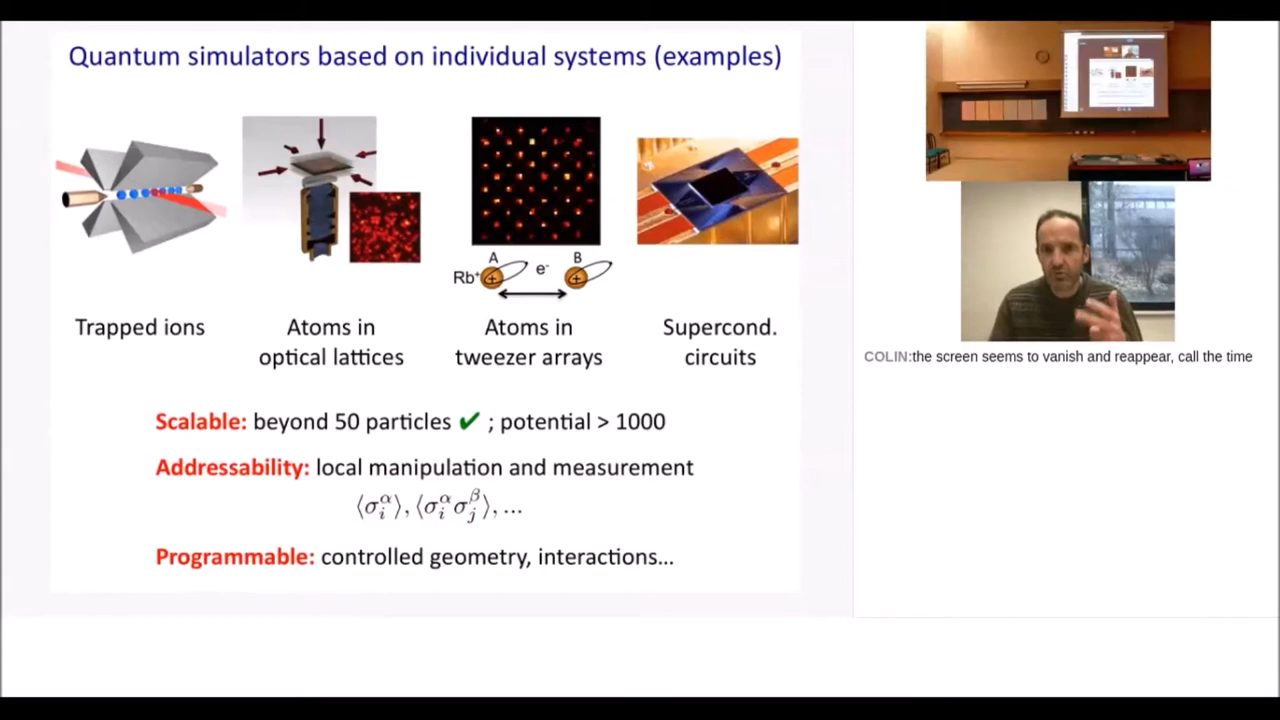 Quantum simulators based on individual systems (examples)
A
B
Rb⁺
e⁻
+
+
Trapped ions
Atoms in
optical lattices
Atoms in
tweezer arrays
Supercond.
circuits
Scalable: beyond 50 particles ✔ ; potential > 1000
Addressability: local manipulation and measurement
⟨σᵢᵅ⟩, ⟨σᵢᵅ σⱼᵝ⟩, ...
Programmable: controlled geometry, interactions...
COLIN:the screen seems to vanish and reappear, call the time